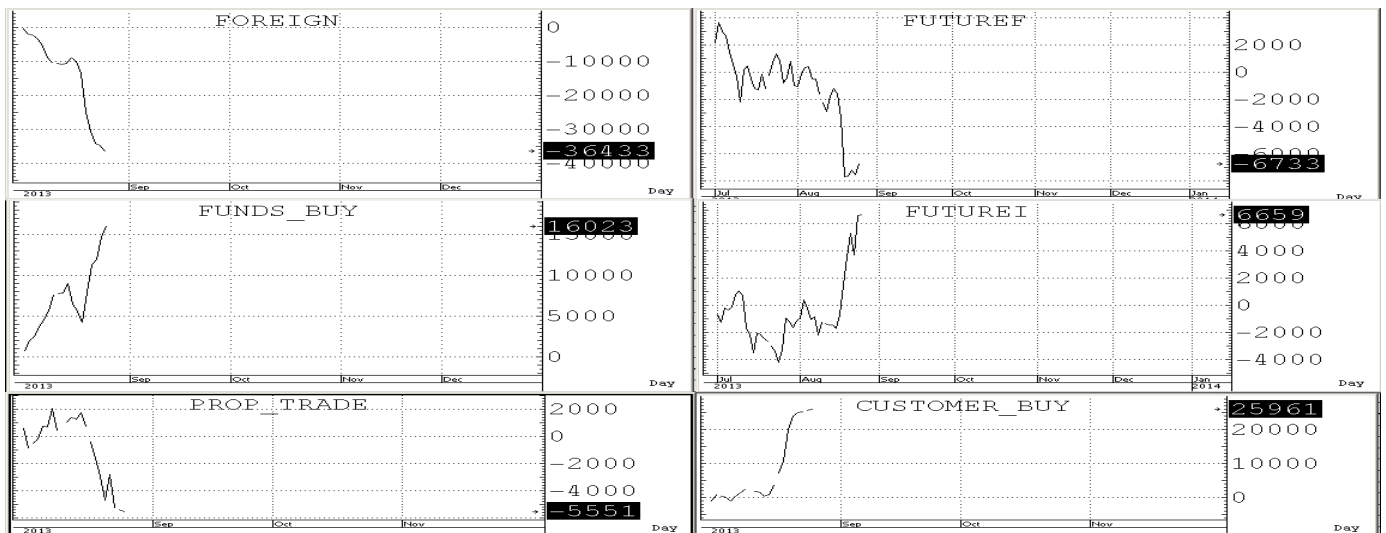 FOREIGN
0
-10000
-20000
-30000
-36433
-40000
2013
Sep
Oct
Nov
Dec
Day
FUTUREF
2000
0
-2000
-4000
-6000
-6733
Jul
Aug
Sep
Oct
Nov
Dec
Jan
2014
Day
FUNDS_BUY
16023
15000
10000
5000
0
2013
Sep
Oct
Nov
Dec
Day
FUTUREI
6659
6000
4000
2000
0
-2000
-4000
Jul
Aug
Sep
Oct
Nov
Dec
Jan
2013
2014
Day
PROP_TRADE
2000
0
-2000
-4000
-5551
2013
Sep
Oct
Nov
Day
CUSTOMER_BUY
25961
20000
10000
0
2013
Sep
Oct
Nov
Day